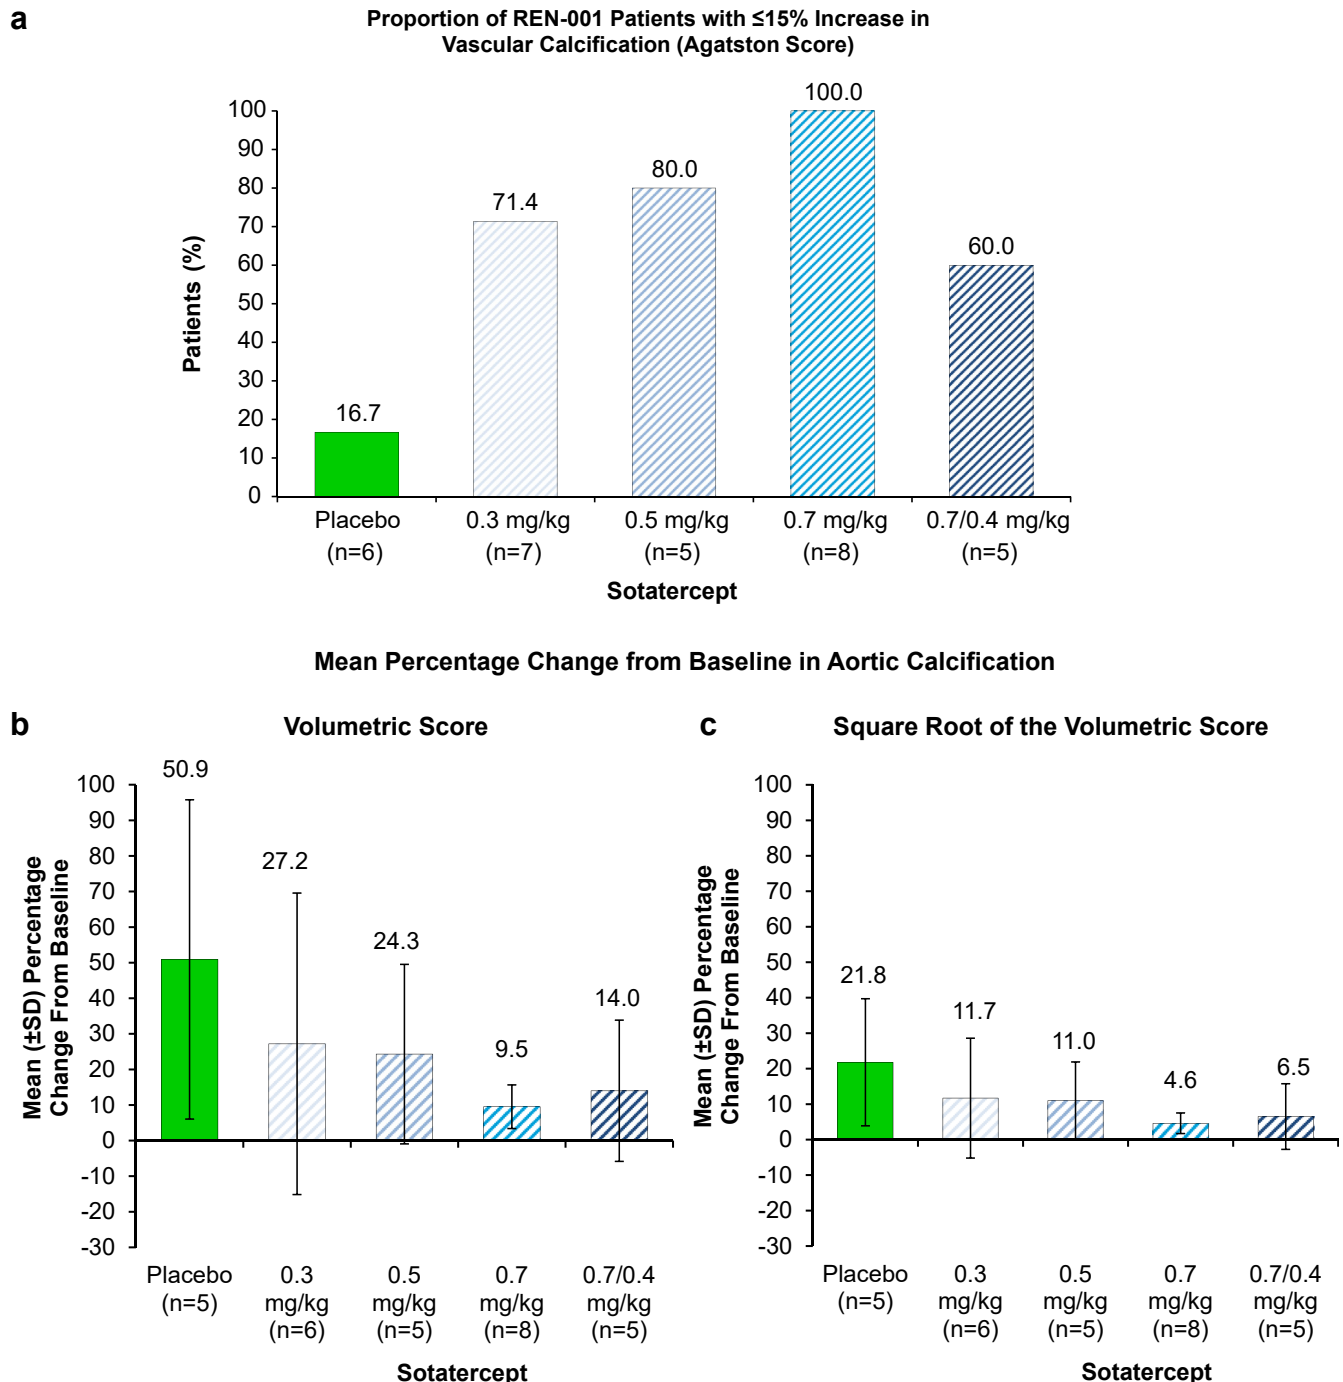 a
Proportion of REN-001 Patients with ≤15% Increase in
Vascular Calcification (Agatston Score)
Patients (%)
100
90
80
70
60
50
40
30
20
10
0
16.7
71.4
80.0
100.0
60.0
Placebo
(n=6)
0.3 mg/kg
(n=7)
0.5 mg/kg
(n=5)
0.7 mg/kg
(n=8)
0.7/0.4 mg/kg
(n=5)
Sotatercept
Mean Percentage Change from Baseline in Aortic Calcification
b
Volumetric Score
Mean (±SD) Percentage
Change From Baseline
100
90
80
70
60
50
40
30
20
10
0
-10
-20
-30
50.9
27.2
24.3
9.5
14.0
Placebo
(n=5)
0.3
mg/kg
(n=6)
0.5
mg/kg
(n=5)
0.7
mg/kg
(n=8)
0.7/0.4
mg/kg
(n=5)
Sotatercept
c
Square Root of the Volumetric Score
Mean (±SD) Percentage
Change From Baseline
100
90
80
70
60
50
40
30
20
10
0
-10
-20
-30
21.8
11.7
11.0
4.6
6.5
Placebo
(n=5)
0.3
mg/kg
(n=6)
0.5
mg/kg
(n=5)
0.7
mg/kg
(n=8)
0.7/0.4
mg/kg
(n=5)
Sotatercept